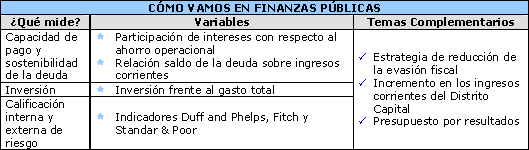 CÓMO VAMOS EN FINANZAS PÚBLICAS
¿Qué mide?
Variables
Temas Complementarios
Capacidad de
pago y
sostenibilidad
de la deuda
Participación de intereses con respecto al
ahorro operacional
Relación saldo de la deuda sobre ingresos
corrientes
Inversión
Inversión frente al gasto total
Calificación
interna y
externa de
riesgo
Indicadores Duff and Phelps, Fitch y
Standar & Poor
Estrategia de reducción de
la evasión fiscal
Incremento en los ingresos
corrientes del Distrito
Capital
Presupuesto por resultados